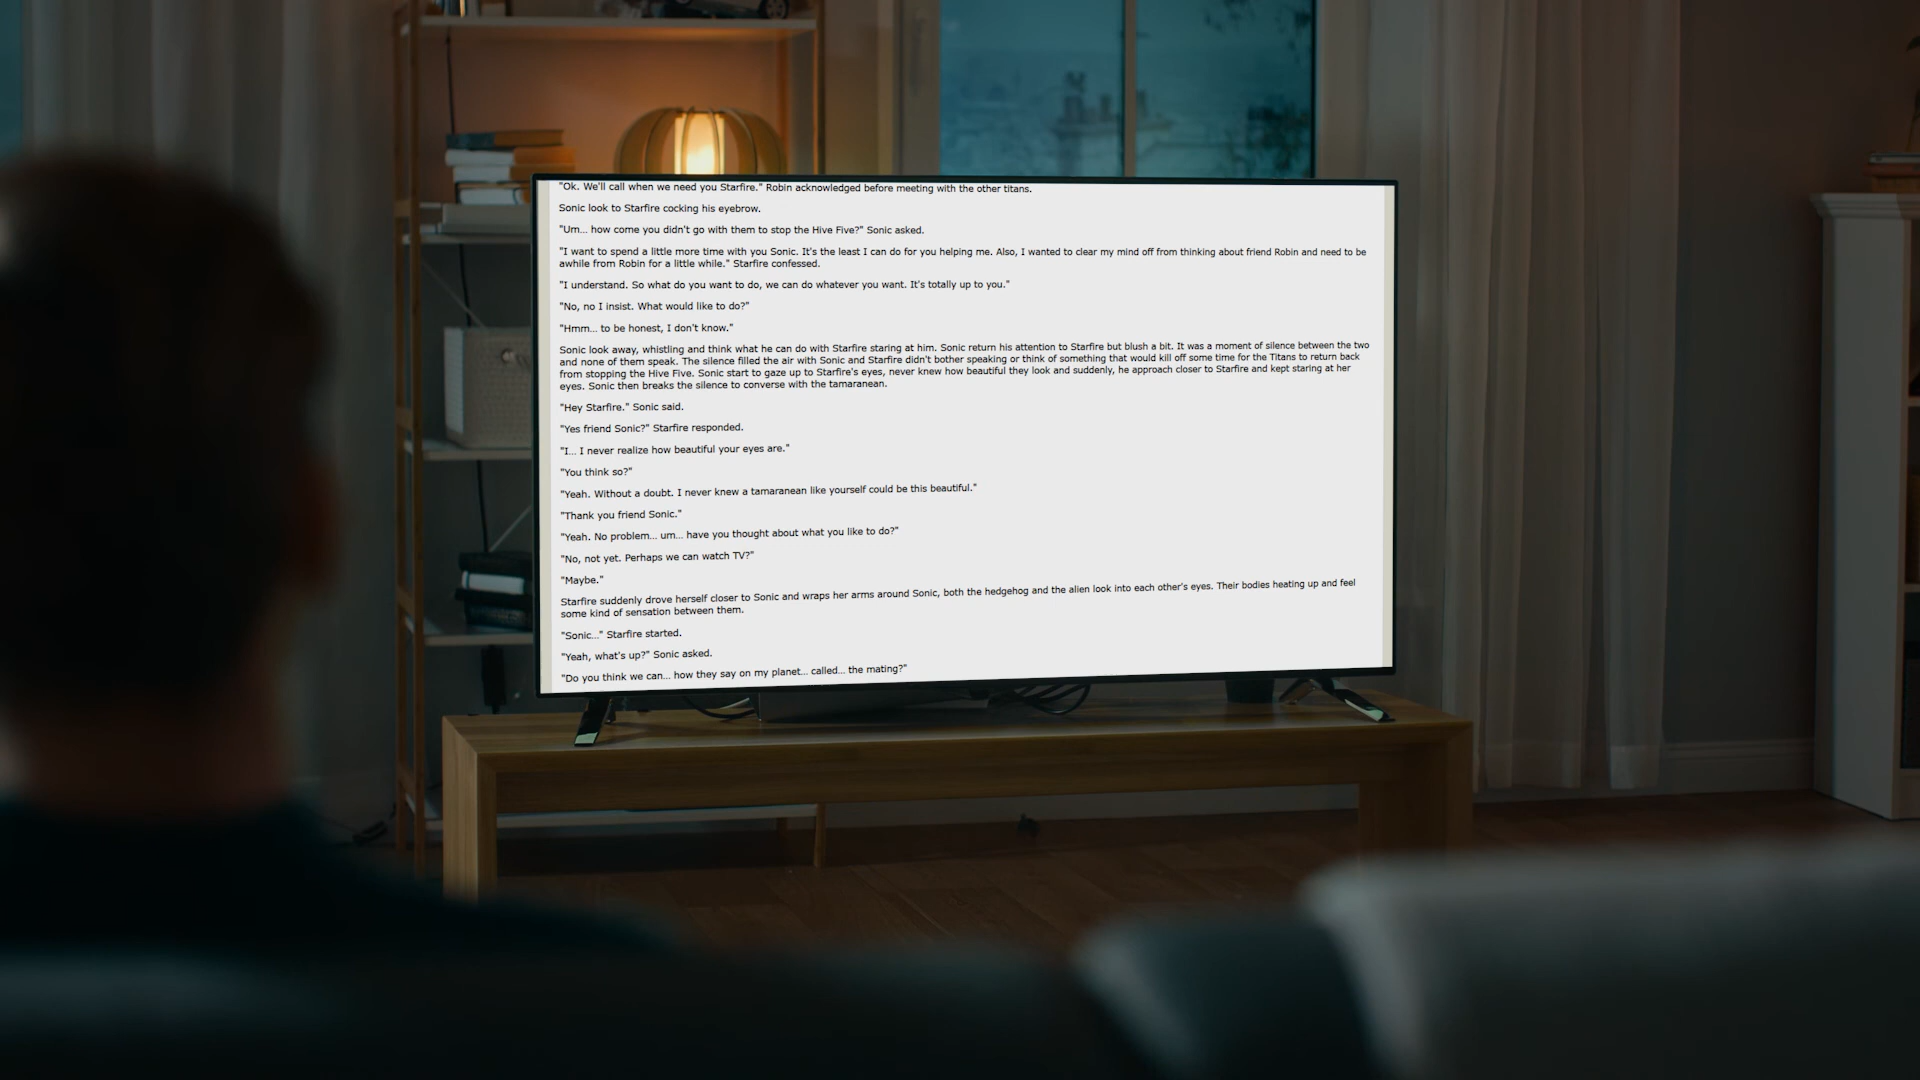 "Ok. We'll call when we need you Starfire." Robin acknowledged before meeting with the other titans.
Sonic look to Starfire cocking his eyebrow.
"Um... how come you didn't go with them to stop the Hive Five?" Sonic asked.
"I want to spend a little more time with you Sonic. It's the least I can do for you helping me. Also, I wanted to clear my mind off from thinking about friend Robin and need to be
awhile from Robin for a little while." Starfire confessed.
"I understand. So what do you want to do, we can do whatever you want. It's totally up to you."
"No, no I insist. What would like to do?"
"Hmm... to be honest, I don't know."
Sonic look away, whistling and think what he can do with Starfire staring at him. Sonic return his attention to Starfire but blush a bit. It was a moment of silence between the two
and none of them speak. The silence filled the air with Sonic and Starfire didn't bother speaking or think of something that would kill off some time for the Titans to return back
from stopping the Hive Five. Sonic start to gaze up to Starfire's eyes, never knew how beautiful they look and suddenly, he approach closer to Starfire and kept staring at her
eyes. Sonic then breaks the silence to converse with the tamaranean.
"Hey Starfire." Sonic said.
"Yes friend Sonic?" Starfire responded.
"I... I never realize how beautiful your eyes are."
"You think so?"
"Yeah. Without a doubt. I never knew a tamaranean like yourself could be this beautiful."
"Thank you friend Sonic."
"Yeah. No problem... um... have you thought about what you like to do?"
"No, not yet. Perhaps we can watch TV?"
"Maybe."
Starfire suddenly drove herself closer to Sonic and wraps her arms around Sonic, both the hedgehog and the alien look into each other's eyes. Their bodies heating up and feel
some kind of sensation between them.
"Sonic..." Starfire started.
"Yeah, what's up?" Sonic asked.
"Do you think we can... how they say on my planet... called... the mating?"